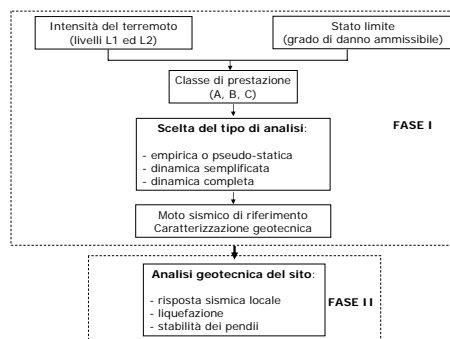 Intensità del terremoto
(livelli L1 ed L2)
Stato limite
(grado di danno ammissibile)
Classe di prestazione
(A, B, C)
Scelta del tipo di analisi:
- empirica o pseudo-statica
- dinamica semplificata
- dinamica completa
FASE I
Moto sismico di riferimento
Caratterizzazione geotecnica
Analisi geotecnica del sito:
- risposta sismica locale
- liquefazione
- stabilità dei pendii
FASE II